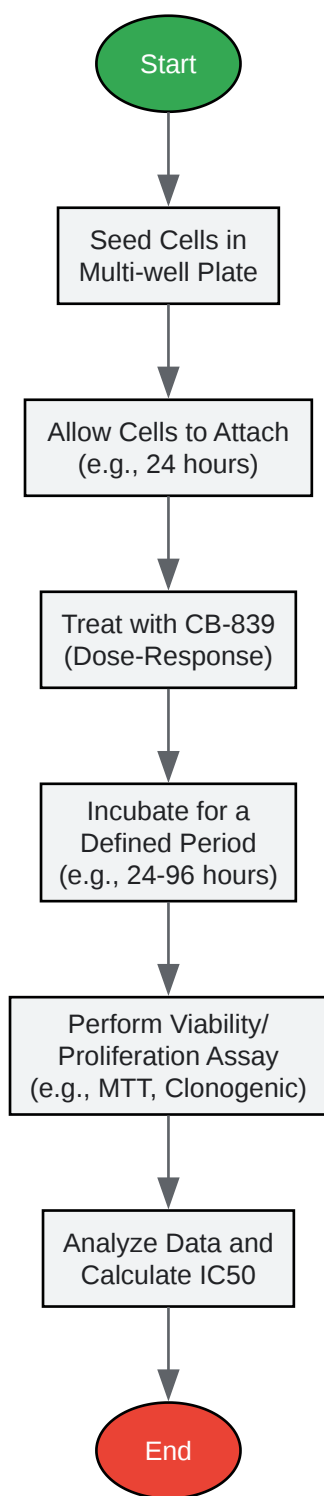 Start
Seed Cells in
Multi-well Plate
Allow Cells to Attach
(e.g., 24 hours)
Treat with CB-839
(Dose-Response)
Incubate for a
Defined Period
(e.g., 24-96 hours)
Perform Viability/
Proliferation Assay
(e.g., MTT, Clonogenic)
Analyze Data and
Calculate IC50
End